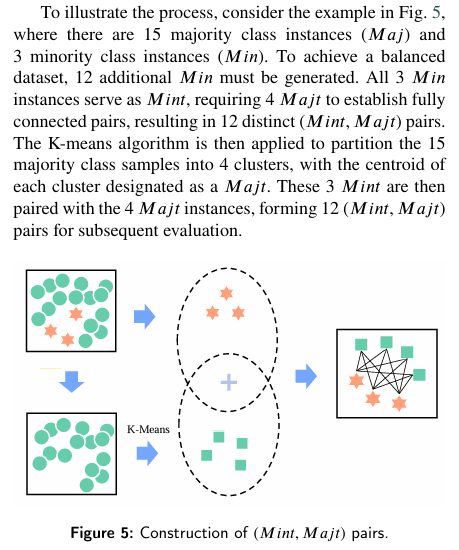 To illustrate the process, consider the example in Fig. 5,
where there are 15 majority class instances (Maj) and
3 minority class instances (Min). To achieve a balanced
dataset, 12 additional Min must be generated. All 3 Min
instances serve as Mint, requiring 4 Majt to establish fully
connected pairs, resulting in 12 distinct (Mint, Majt) pairs.
The K-means algorithm is then applied to partition the 15
majority class samples into 4 clusters, with the centroid of
each cluster designated as a Majt. These 3 Mint are then
paired with the 4 Majt instances, forming 12 (Mint, Majt)
pairs for subsequent evaluation.
K-Means
Figure 5: Construction of (Mint, Majt) pairs.